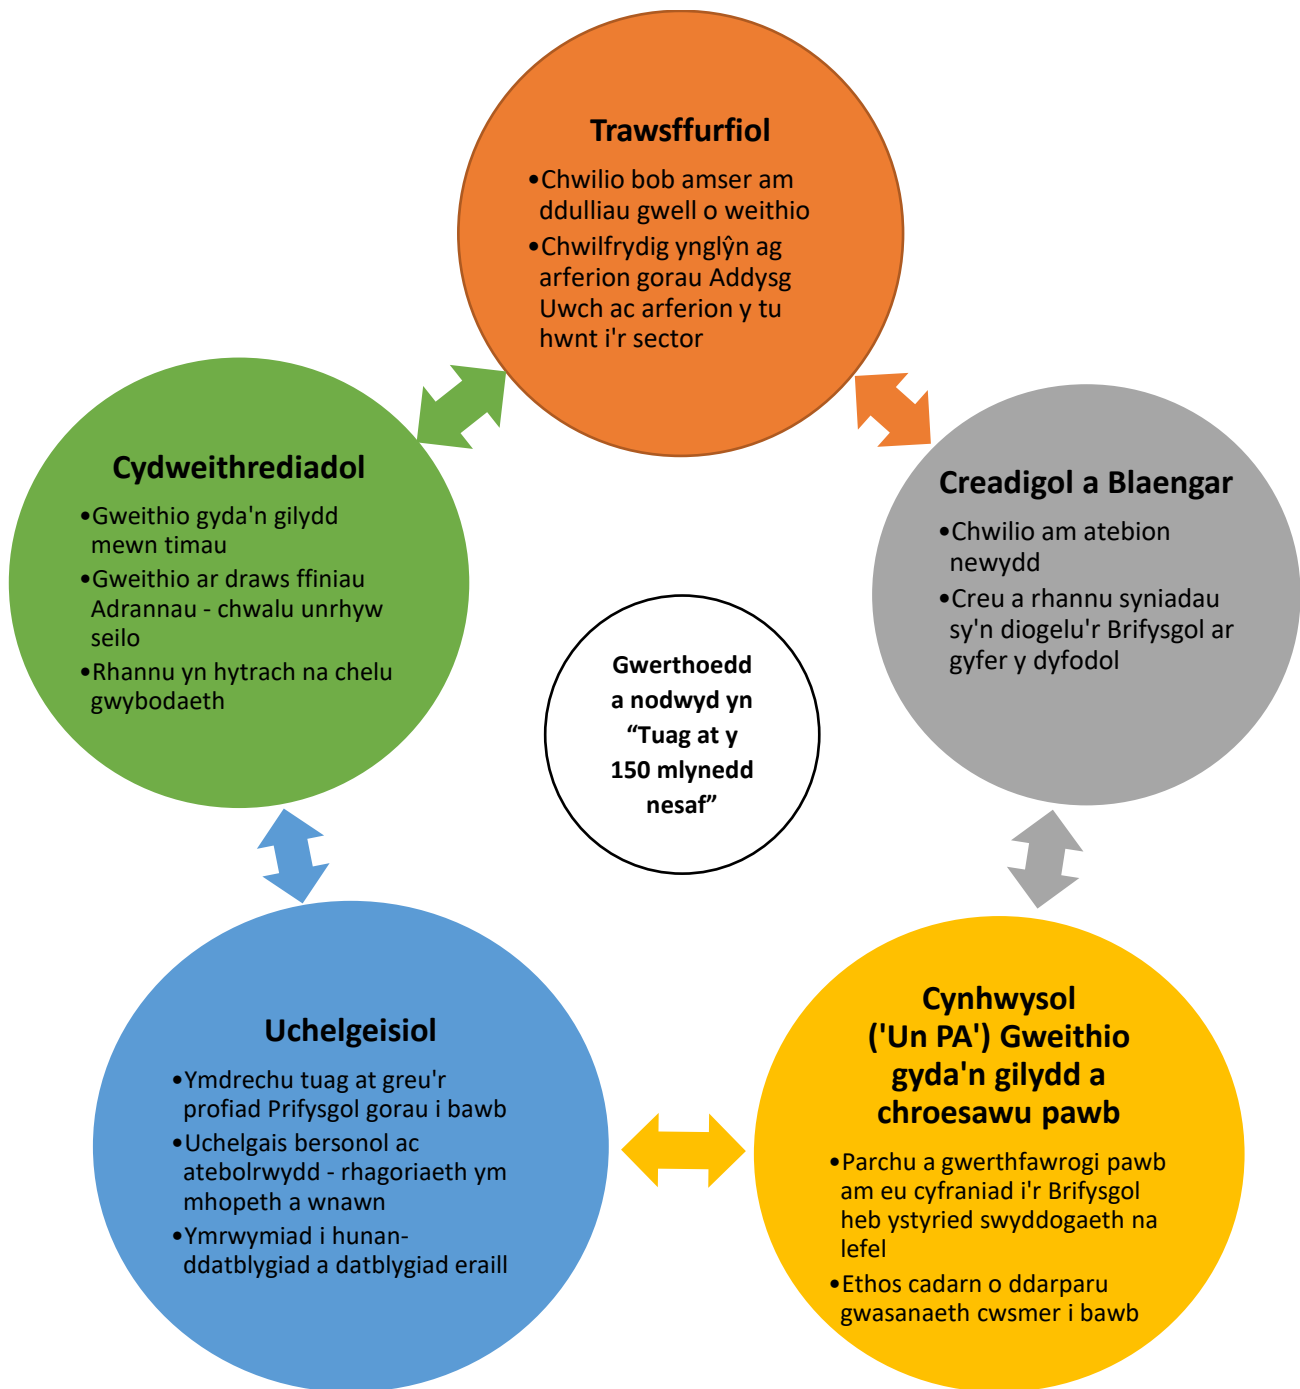 Trawsffurfiol
•Chwilio bob amser am
ddulliau gwell o weithio
•Chwilfrydig ynglŷn ag
arferion gorau Addysg
Uwch ac arferion y tu
hwnt i'r sector
Creadigol a Blaengar
•Chwilio am atebion
newydd
•Creu a rhannu syniadau
sy'n diogelu'r Brifysgol ar
gyfer y dyfodol
Cynhwysol
('Un PA') Gweithio
gyda'n gilydd a
chroesawu pawb
•Parchu a gwerthfawrogi pawb
am eu cyfraniad i'r Brifysgol
heb ystyried swyddogaeth na
lefel
•Ethos cadarn o ddarparu
gwasanaeth cwsmer i bawb
Uchelgeisiol
•Ymdrechu tuag at greu'r
profiad Prifysgol gorau i bawb
•Uchelgais bersonol ac
atebolrwydd - rhagoriaeth ym
mhopeth a wnawn
•Ymrwymiad i hunan-
ddatblygiad a datblygiad eraill
Cydweithrediadol
•Gweithio gyda'n gilydd
mewn timau
•Gweithio ar draws ffiniau
Adrannau - chwalu unrhyw
seilo
•Rhannu yn hytrach na chelu
gwybodaeth
Gwerthoedd
a nodwyd yn
“Tuag at y
150 mlynedd
nesaf”